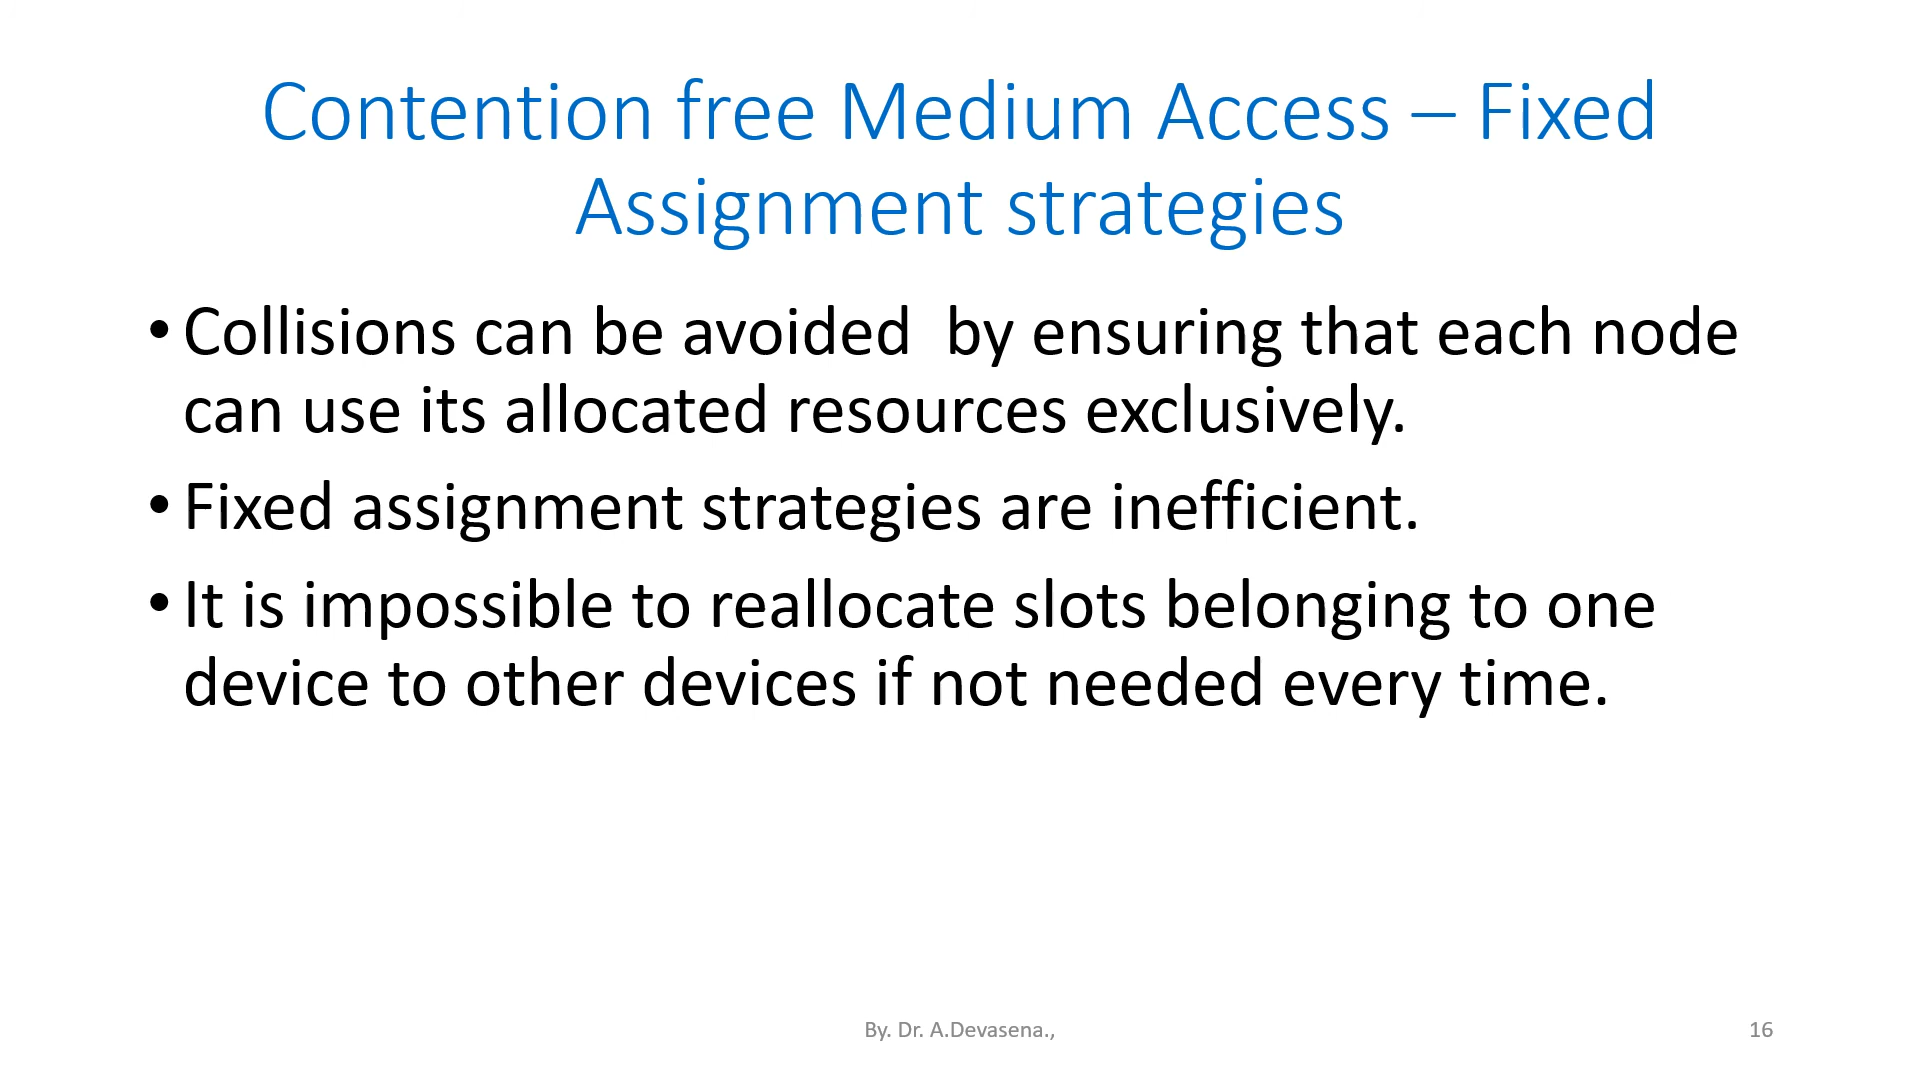 Contention free Medium Access – Fixed
Assignment strategies
• Collisions can be avoided  by ensuring that each node
can use its allocated resources exclusively.
• Fixed assignment strategies are inefficient.
• It is impossible to reallocate slots belonging to one
device to other devices if not needed every time.
By. Dr. A.Devasena.,
16